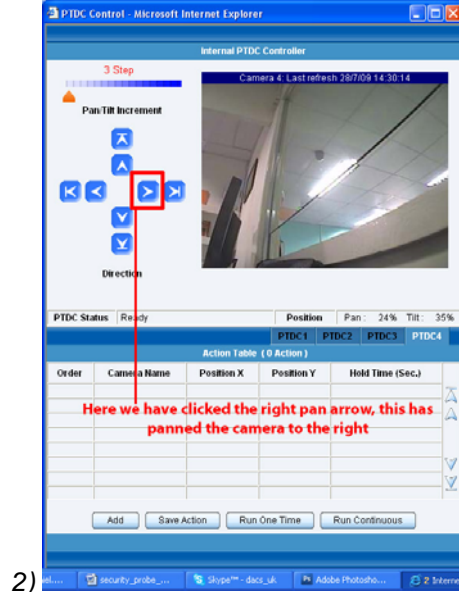 PTDC Control - Microsoft Internet Explorer
Internal PTDC Controller
3 Step
Camera 4: Last refresh 28/7/09 14:30:14
Pan/Tilt Increment
Direction
PTDC Status Ready Position Pan : 24% Tilt : 35%
PTDC1 PTDC2 PTDC3 PTDC4
Action Table ( 0 Action )
Order Camera Name Position X Position Y Hold Time (Sec.)
Here we have clicked the right pan arrow, this has
panned the camera to the right
Add Save Action Run One Time Run Continuous
2) security_probe_... Skype™ - dacs_uk Adobe Photosho... 2 Interne